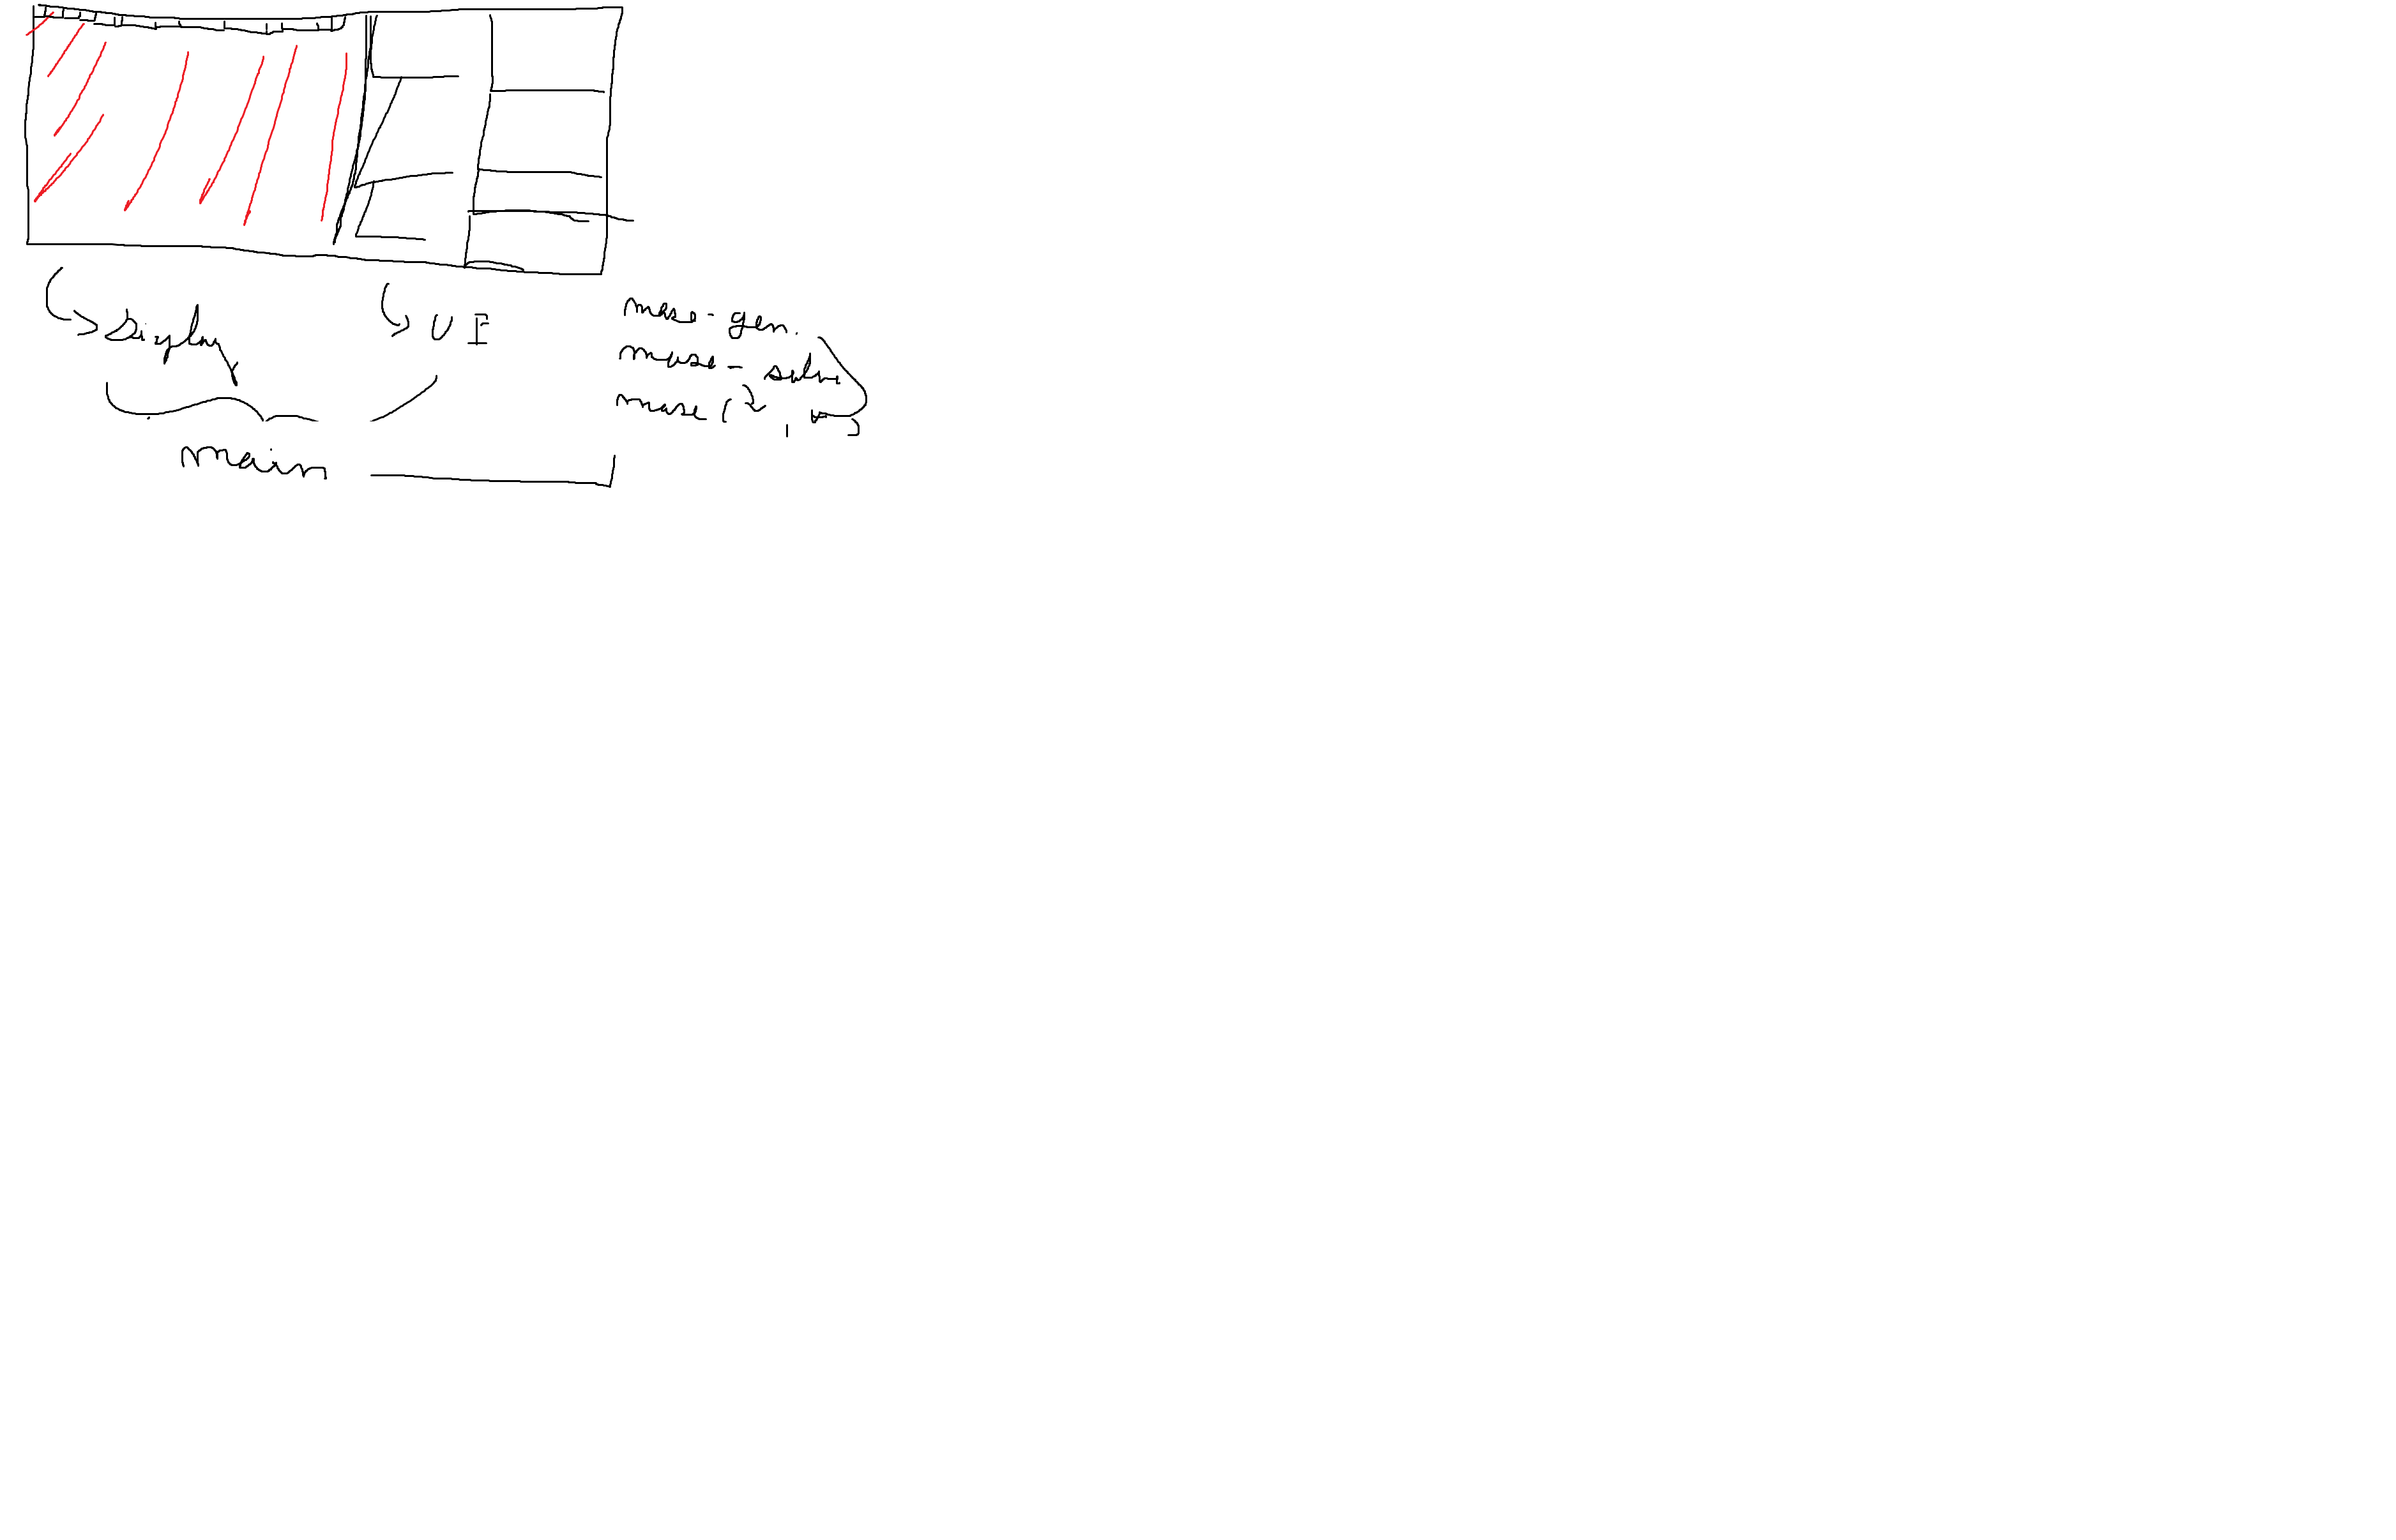 display
UI
maze-gen.
maze-solve
maze(r, w)
main